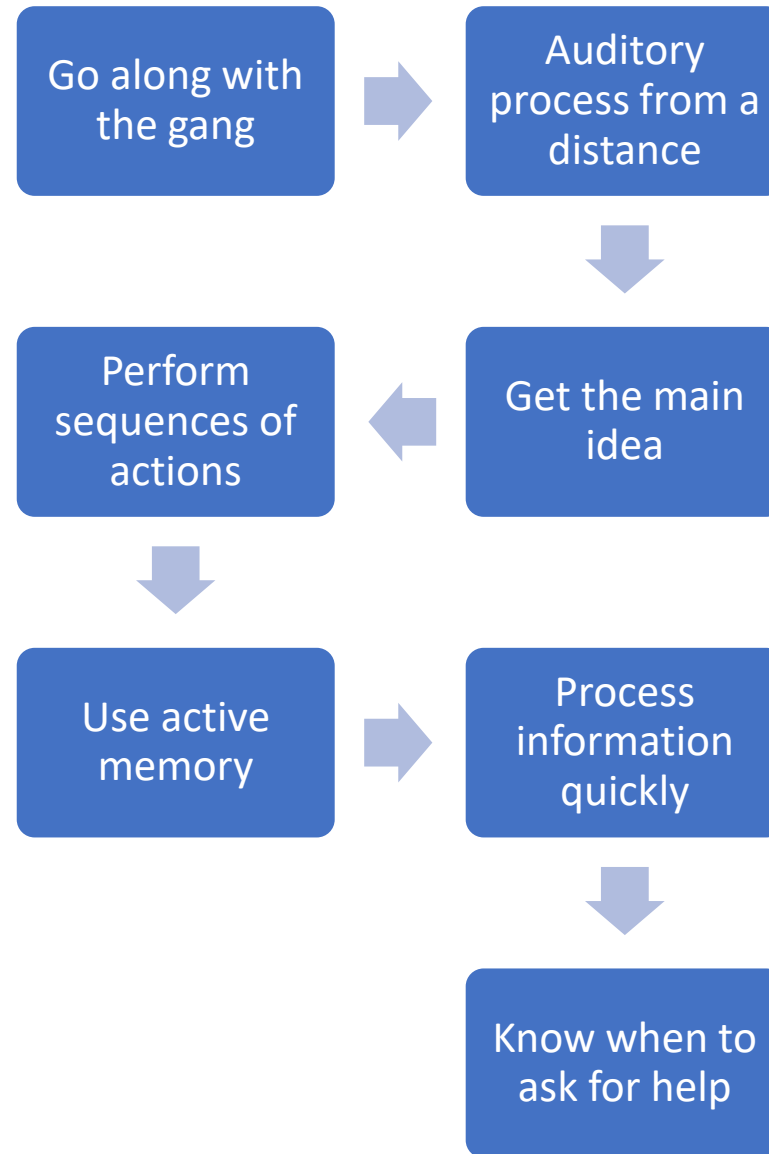 Go along with
the gang
Auditory
process from a
distance
Get the main
idea
Perform
sequences of
actions
Use active
memory
Process
information
quickly
Know when to
ask for help